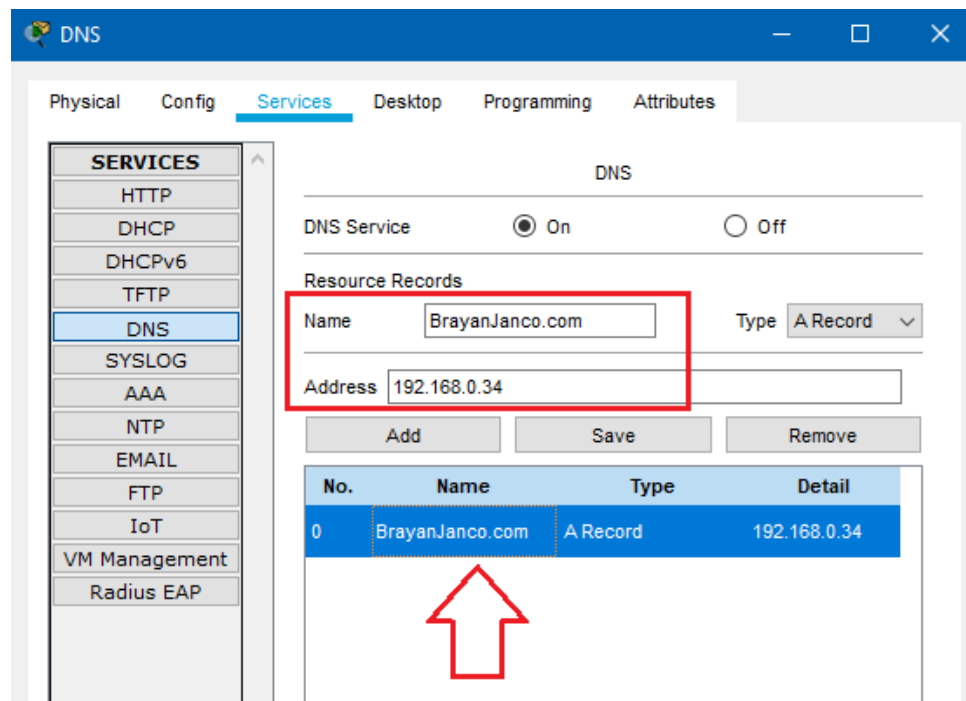 DNS
Physical Config Services Desktop Programming Attributes
SERVICES
HTTP
DHCP
DHCPv6
TFTP
DNS
SYSLOG
AAA
NTP
EMAIL
FTP
IoT
VM Management
Radius EAP
DNS
DNS Service On Off
Resource Records
Name BrayanJanco.com Type A Record
Address 192.168.0.34
Add Save Remove
No. Name Type Detail
0 BrayanJanco.com A Record 192.168.0.34